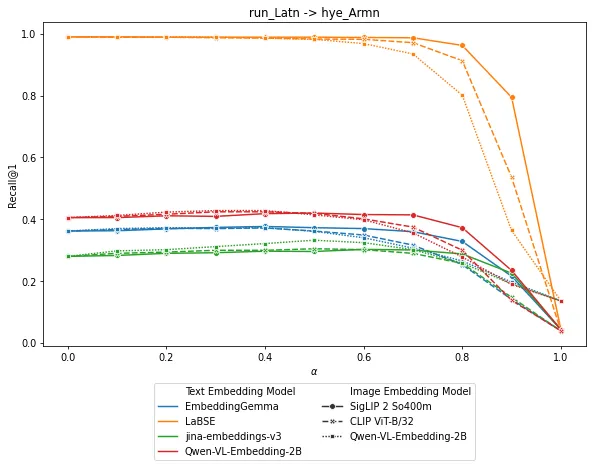 run_Latn -> hye_Armn
Recall@1
1.0
0.8
0.6
0.4
0.2
0.0
0.0 0.2 0.4 0.6 0.8 1.0
α
Text Embedding Model
EmbeddingGemma
LaBSE
jina-embeddings-v3
Qwen-VL-Embedding-2B
Image Embedding Model
SigLIP 2 So400m
CLIP ViT-B/32
Qwen-VL-Embedding-2B